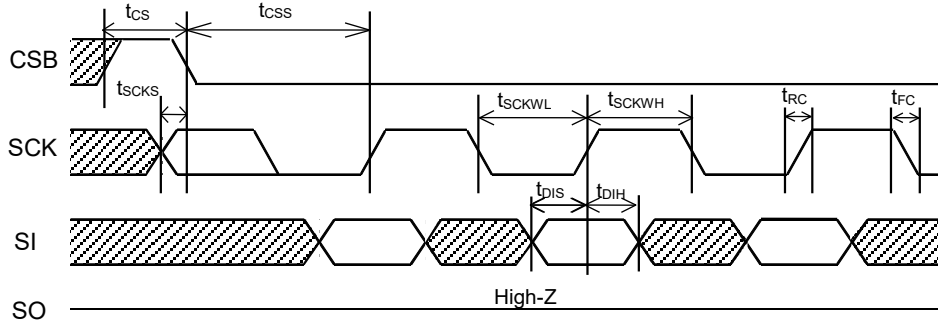 tCS tCSS
CSB
tSCKS tSCKWL tSCKWH tRC tFC
SCK
tDIS tDIH
SI
High-Z
SO